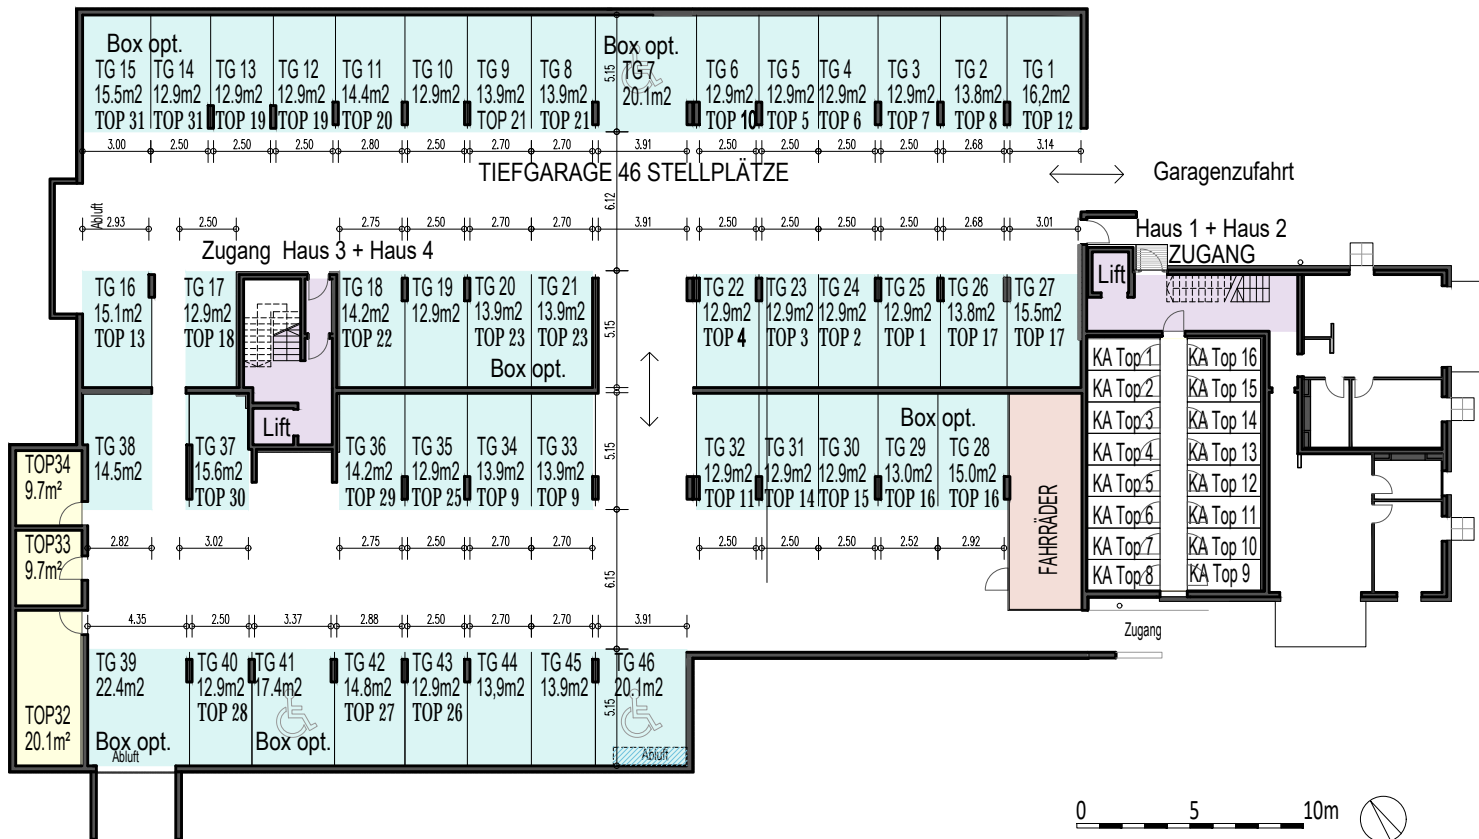 Box opt.
Box opt.
TG 15
TG 14
TG 13
TG 12
TG 11
TG 10
TG 9
TG 8
TG 7
TG 6
TG 5
TG 4
TG 3
TG 2
TG 1
15.5m2
12.9m2
12.9m2
12.9m2
14.4m2
12.9m2
13.9m2
13.9m2
20.1m2
12.9m2
12.9m2
12.9m2
12.9m2
13.8m2
16,2m2
TOP 31
TOP 31
TOP 19
TOP 19
TOP 20
TOP 21
TOP 21
TOP 10
TOP 5
TOP 6
TOP 7
TOP 8
TOP 12
5.15
3.00
2.50
2.50
2.50
2.80
2.50
2.70
2.70
3.91
2.50
2.50
2.50
2.50
2.68
3.14
TIEFGARAGE 46 STELLPLÄTZE
Garagenzufahrt
6.12
Abluft
2.93
2.50
2.75
2.50
2.70
2.70
3.91
2.50
2.50
2.50
2.50
2.68
3.01
Zugang Haus 3 + Haus 4
Haus 1 + Haus 2
ZUGANG
Lift
TG 16
TG 17
TG 18
TG 19
TG 20
TG 21
TG 22
TG 23
TG 24
TG 25
TG 26
TG 27
15.1m2
12.9m2
14.2m2
12.9m2
13.9m2
13.9m2
12.9m2
12.9m2
12.9m2
12.9m2
13.8m2
15.5m2
TOP 13
TOP 18
TOP 22
TOP 23
TOP 23
TOP 4
TOP 3
TOP 2
TOP 1
TOP 17
TOP 17
5.15
Box opt.
KA Top 1
KA Top 16
KA Top 2
KA Top 15
KA Top 3
KA Top 14
KA Top 4
KA Top 13
KA Top 5
KA Top 12
KA Top 6
KA Top 11
KA Top 7
KA Top 10
KA Top 8
KA Top 9
Lift
Box opt.
TG 38
TG 37
TG 36
TG 35
TG 34
TG 33
TG 32
TG 31
TG 30
TG 29
TG 28
14.5m2
15.6m2
14.2m2
12.9m2
13.9m2
13.9m2
12.9m2
12.9m2
12.9m2
13.0m2
15.0m2
TOP 30
TOP 29
TOP 25
TOP 9
TOP 9
TOP 11
TOP 14
TOP 15
TOP 16
TOP 16
5.15
FAHRRÄDER
TOP34
9.7m²
TOP33
9.7m²
2.82
3.02
2.75
2.50
2.70
2.70
2.50
2.50
2.50
2.52
2.92
6.15
4.35
2.50
3.37
2.88
2.50
2.70
2.70
3.91
Zugang
TG 39
TG 40
TG 41
TG 42
TG 43
TG 44
TG 45
TG 46
22.4m2
12.9m2
17.4m2
14.8m2
12.9m2
13,9m2
13.9m2
20.1m2
TOP 28
TOP 27
TOP 26
5.15
TOP32
20.1m²
Box opt.
Box opt.
Abluft
Abluft
0
5
10m